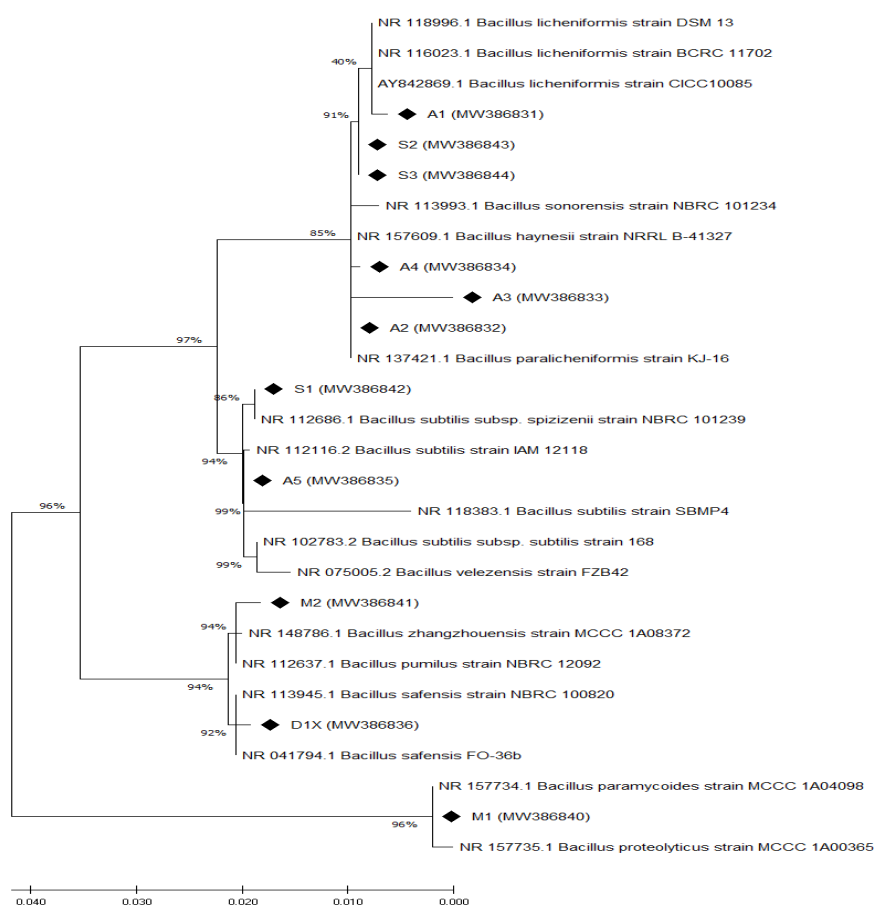 NR 118996.1 Bacillus licheniformis strain DSM 13
NR 116023.1 Bacillus licheniformis strain BCRC 11702
40%
AY842869.1 Bacillus licheniformis strain CICC10085
91%
A1 (MW386831)
S2 (MW386843)
S3 (MW386844)
NR 113993.1 Bacillus sonorensis strain NBRC 101234
85%
NR 157609.1 Bacillus haynesii strain NRRL B-41327
A4 (MW386834)
A3 (MW386833)
A2 (MW386832)
97%
NR 137421.1 Bacillus paralicheniformis strain KJ-16
S1 (MW386842)
86%
NR 112686.1 Bacillus subtilis subsp. spizizenii strain NBRC 101239
NR 112116.2 Bacillus subtilis strain IAM 12118
94%
A5 (MW386835)
96%
99%
NR 118383.1 Bacillus subtilis strain SBMP4
NR 102783.2 Bacillus subtilis subsp. subtilis strain 168
99%
NR 075005.2 Bacillus velezensis strain FZB42
M2 (MW386841)
94%
NR 148786.1 Bacillus zhangzhouensis strain MCCC 1A08372
NR 112637.1 Bacillus pumilus strain NBRC 12092
94%
NR 113945.1 Bacillus safensis strain NBRC 100820
D1X (MW386836)
92%
NR 041794.1 Bacillus safensis FO-36b
NR 157734.1 Bacillus paramycoides strain MCCC 1A04098
M1 (MW386840)
96%
NR 157735.1 Bacillus proteolyticus strain MCCC 1A00365
0.040 0.030 0.020 0.010 0.000